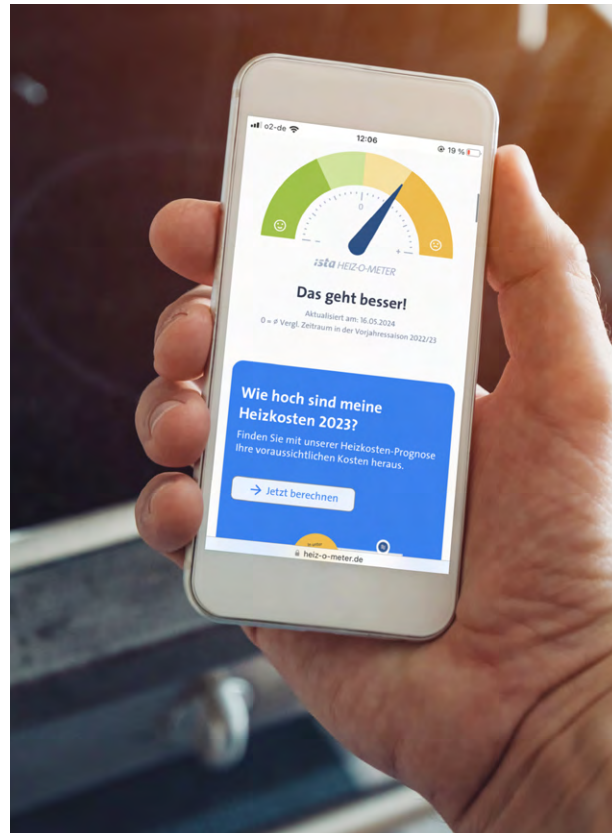 o2-de 12:06 19 %
0
- - + -
ista HEIZ-O-METER
Das geht besser!
Aktualisiert am: 16.05.2024
0 = ≠ Vergl. Zeitraum in der Vorjahressaison 2022/23
Wie hoch sind meine
Heizkosten 2023?
Finden Sie mit unserer Heizkosten-Prognose
Ihre voraussichtlichen Kosten heraus.
→ Jetzt berechnen
heiz-o-meter.de